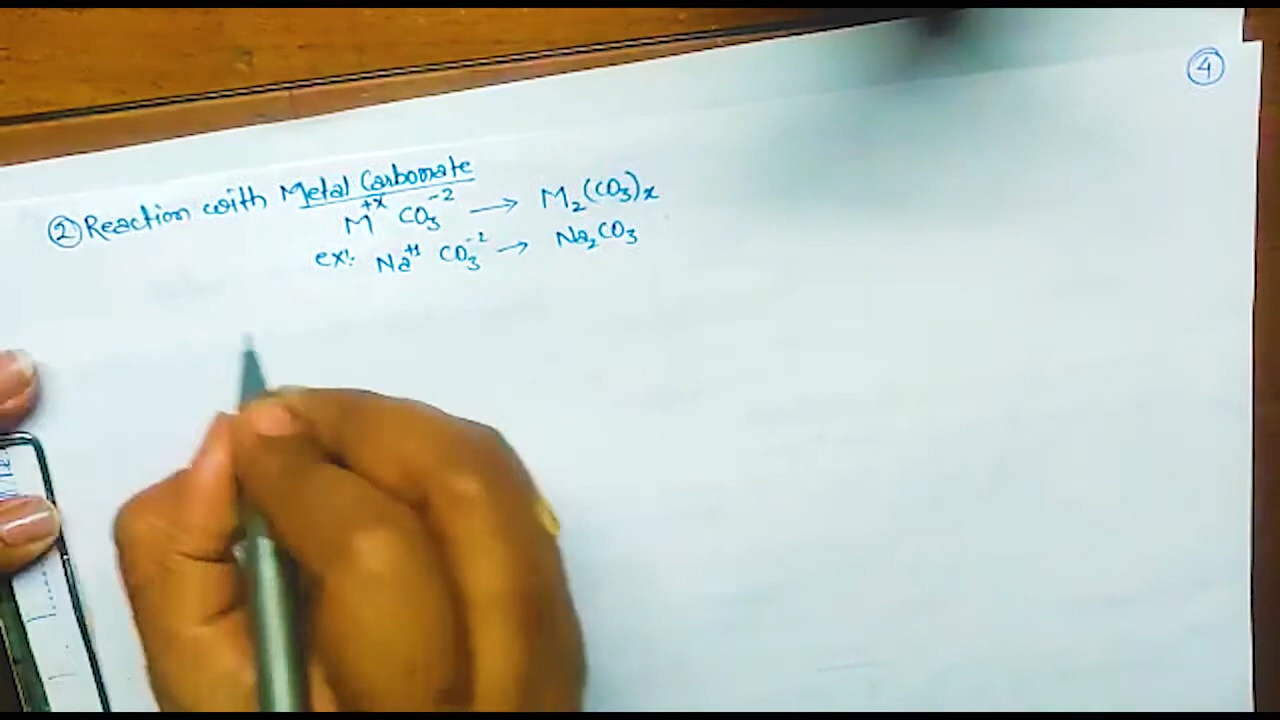 4
② Reaction with Metal Carbonate
M⁺ˣ CO₃⁻² → M₂(CO₃)ₓ
ex:. Na⁺¹ CO₃⁻² → Na₂CO₃